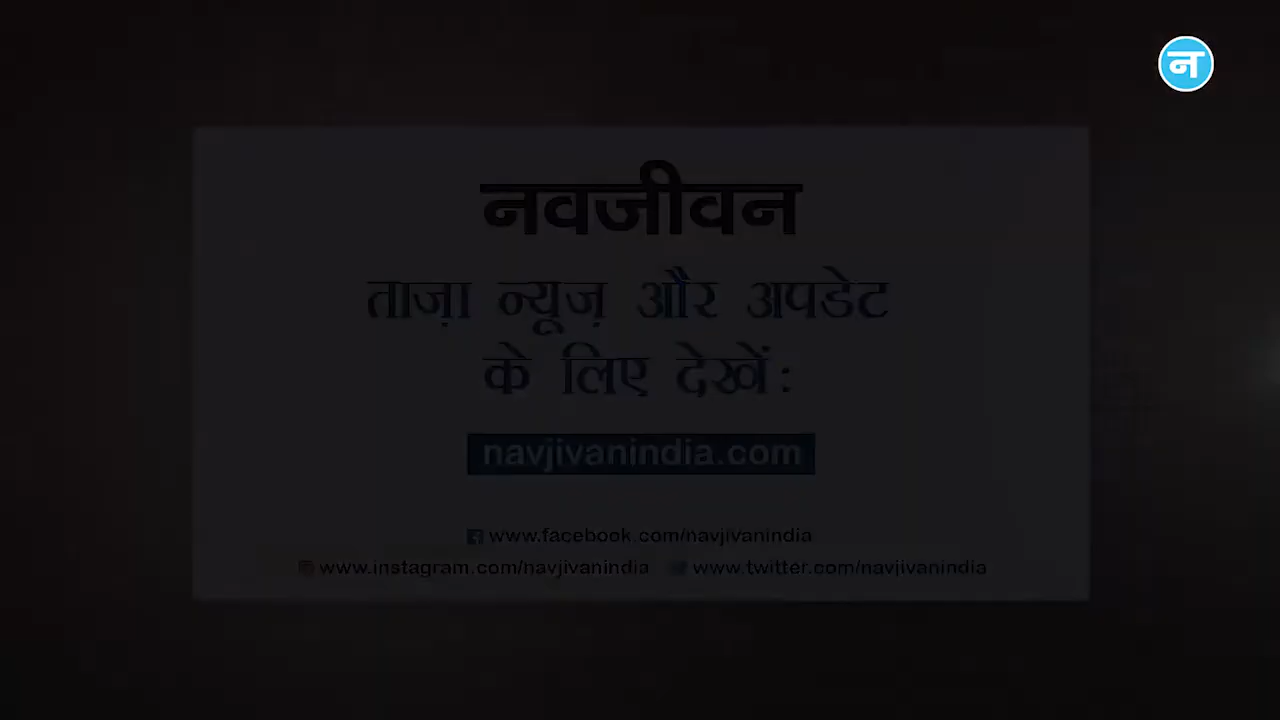 न
नवजीवन
ताज़ा न्यूज़ और अपडेट
के लिए देखें:
navjivanindia.com
www.facebook.com/navjivanindia
www.instagram.com/navjivanindia www.twitter.com/navjivanindia